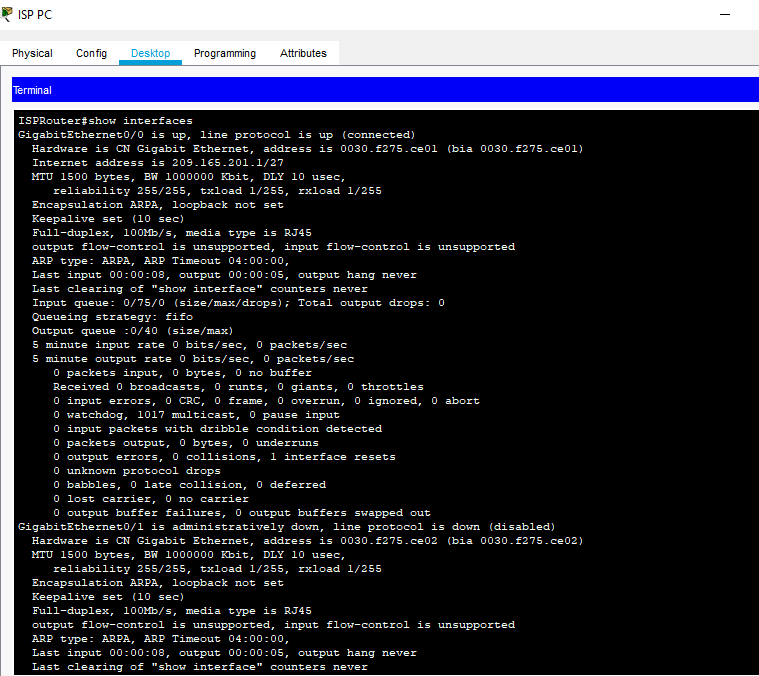 ISP PC
Physical Config Desktop Programming Attributes
Terminal
ISPRouter#show interfaces
GigabitEthernet0/0 is up, line protocol is up (connected)
Hardware is CN Gigabit Ethernet, address is 0030.f275.ce01 (bia 0030.f275.ce01)
Internet address is 209.165.201.1/27
MTU 1500 bytes, BW 1000000 Kbit, DLY 10 usec,
reliability 255/255, txload 1/255, rxload 1/255
Encapsulation ARPA, loopback not set
Keepalive set (10 sec)
Full-duplex, 100Mb/s, media type is RJ45
output flow-control is unsupported, input flow-control is unsupported
ARP type: ARPA, ARP Timeout 04:00:00,
Last input 00:00:08, output 00:00:05, output hang never
Last clearing of "show interface" counters never
Input queue: 0/75/0 (size/max/drops); Total output drops: 0
Queueing strategy: fifo
Output queue :0/40 (size/max)
5 minute input rate 0 bits/sec, 0 packets/sec
5 minute output rate 0 bits/sec, 0 packets/sec
0 packets input, 0 bytes, 0 no buffer
Received 0 broadcasts, 0 runts, 0 giants, 0 throttles
0 input errors, 0 CRC, 0 frame, 0 overrun, 0 ignored, 0 abort
0 watchdog, 1017 multicast, 0 pause input
0 input packets with dribble condition detected
0 packets output, 0 bytes, 0 underruns
0 output errors, 0 collisions, 1 interface resets
0 unknown protocol drops
0 babbles, 0 late collision, 0 deferred
0 lost carrier, 0 no carrier
0 output buffer failures, 0 output buffers swapped out
GigabitEthernet0/1 is administratively down, line protocol is down (disabled)
Hardware is CN Gigabit Ethernet, address is 0030.f275.ce02 (bia 0030.f275.ce02)
MTU 1500 bytes, BW 1000000 Kbit, DLY 10 usec,
reliability 255/255, txload 1/255, rxload 1/255
Encapsulation ARPA, loopback not set
Keepalive set (10 sec)
Full-duplex, 100Mb/s, media type is RJ45
output flow-control is unsupported, input flow-control is unsupported
ARP type: ARPA, ARP Timeout 04:00:00,
Last input 00:00:08, output 00:00:05, output hang never
Last clearing of "show interface" counters never